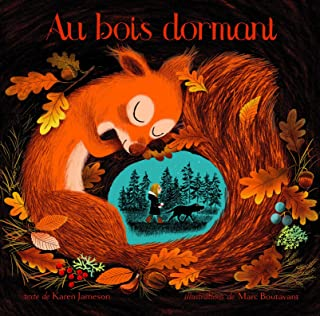 Au bois dormant
texte de Karen Jameson
illustrations de Marc Boutavant